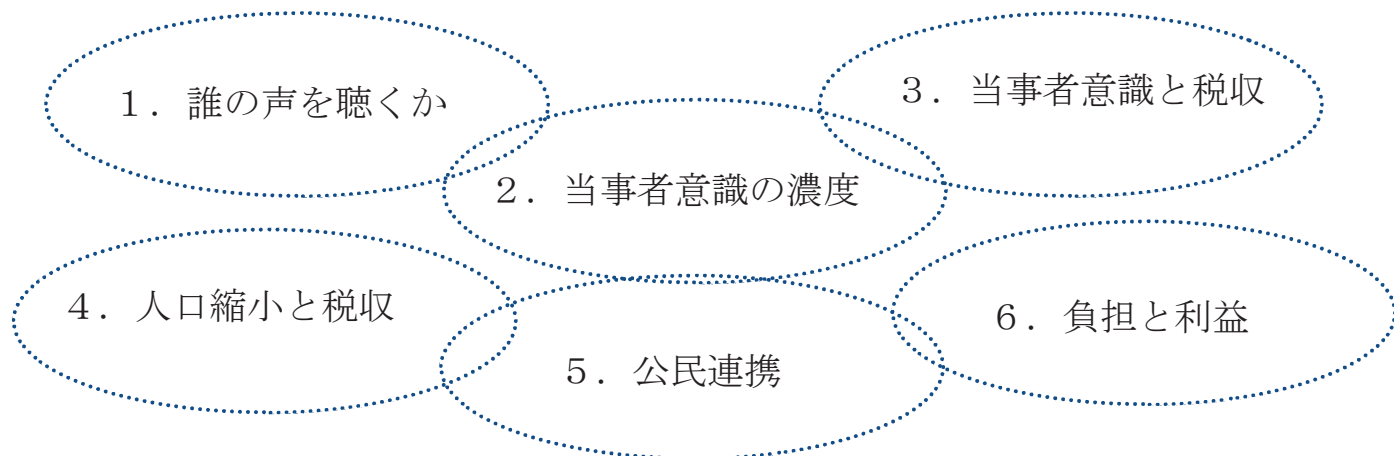 １．誰の声を聴くか
２．当事者意識の濃度
３．当事者意識と税収
４．人口縮小と税収
５．公民連携
６．負担と利益